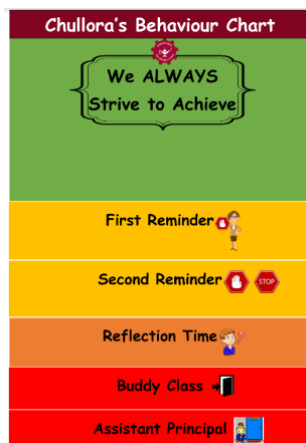 Chullora's Behaviour Chart
We ALWAYS
Strive to Achieve
First Reminder
Second Reminder STOP
Reflection Time
Buddy Class
Assistant Principal